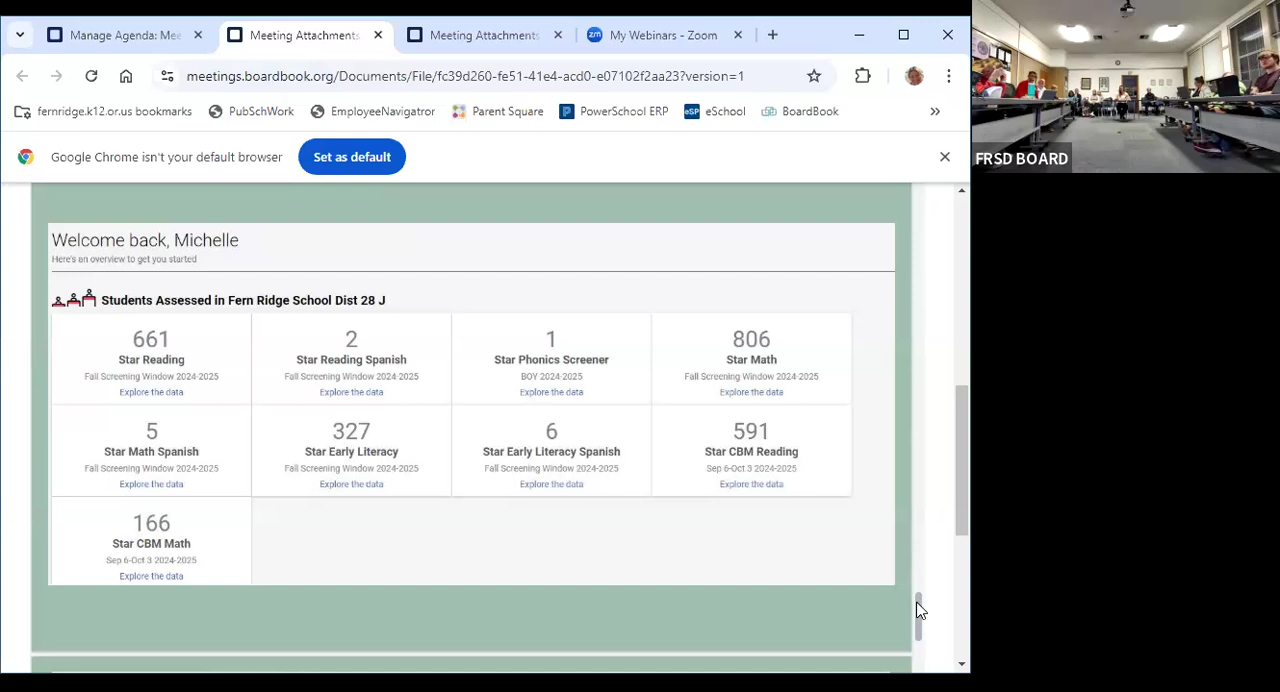 Manage Agenda: Mee
Meeting Attachments
Meeting Attachments
zm My Webinars - Zoom
meetings.boardbook.org/Documents/File/fc39d260-fe51-41e4-acd0-e07102f2aa23?version=1
fernridge.k12.or.us bookmarks
PubSchWork
EmployeeNavigator
Parent Square
PowerSchool ERP
eSP eSchool
BoardBook
Google Chrome isn't your default browser
Set as default
FRSD BOARD
Welcome back, Michelle
Here's an overview to get you started
Students Assessed in Fern Ridge School Dist 28 J
661
Star Reading
Fall Screening Window 2024-2025
Explore the data
2
Star Reading Spanish
Fall Screening Window 2024-2025
Explore the data
1
Star Phonics Screener
BOY 2024-2025
Explore the data
806
Star Math
Fall Screening Window 2024-2025
Explore the data
5
Star Math Spanish
Fall Screening Window 2024-2025
Explore the data
327
Star Early Literacy
Fall Screening Window 2024-2025
Explore the data
6
Star Early Literacy Spanish
Fall Screening Window 2024-2025
Explore the data
591
Star CBM Reading
Sep 6-Oct 3 2024-2025
Explore the data
166
Star CBM Math
Sep 6-Oct 3 2024-2025
Explore the data